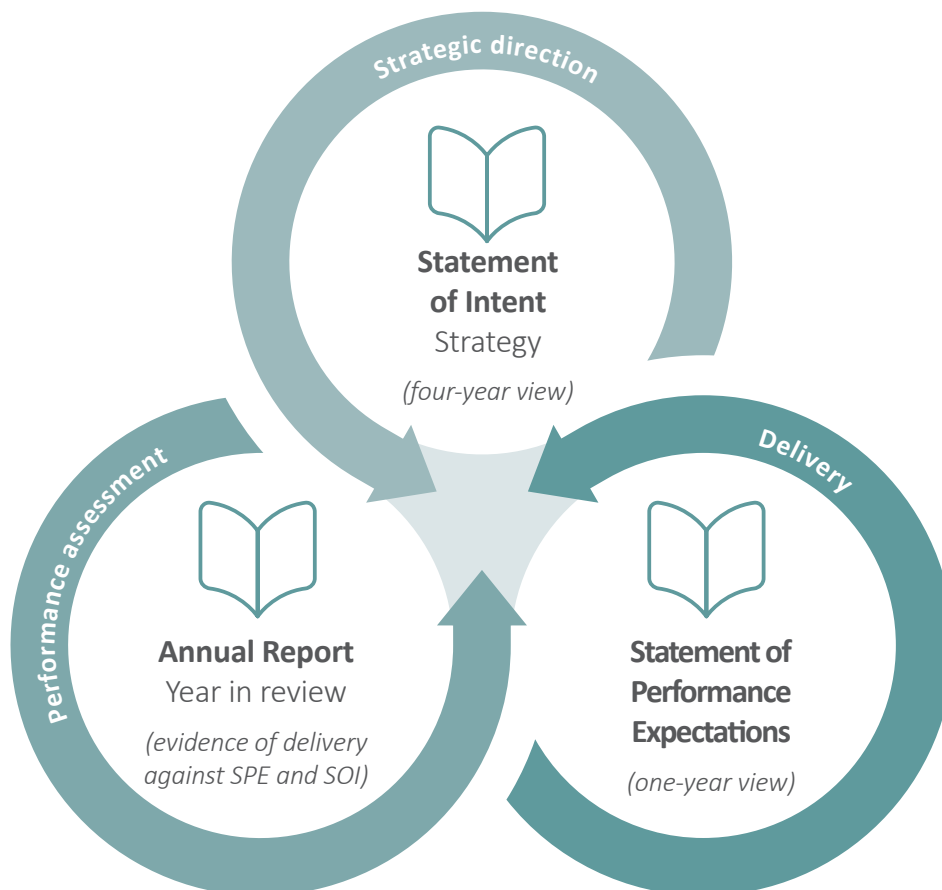 Strategic direction
Statement
of Intent
Strategy
(four-year view)
Performance assessment
Annual Report
Year in review
(evidence of delivery
against SPE and SOI)
Delivery
Statement of
Performance
Expectations
(one-year view)